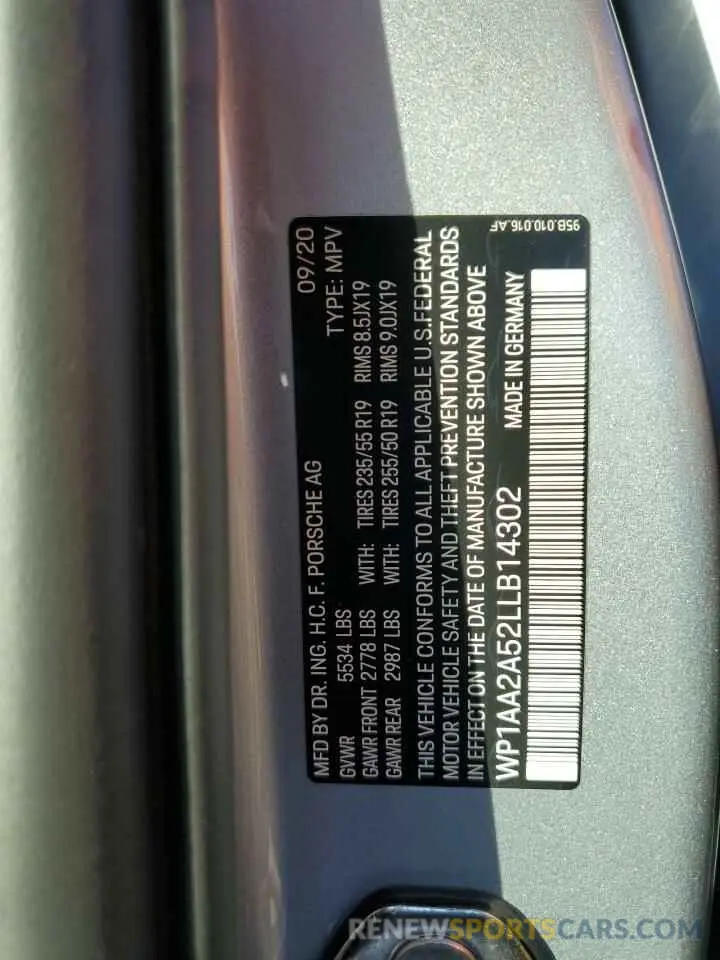 MFD BY DR. ING. H.C. F. PORSCHE AG 09/20
GVWR 5534 LBS TYPE: MPV
GAWR FRONT 2778 LBS WITH: TIRES 235/55 R19 RIMS 8.5JX19
GAWR REAR 2987 LBS WITH: TIRES 255/50 R19 RIMS 9.0JX19
THIS VEHICLE CONFORMS TO ALL APPLICABLE U.S.FEDERAL
MOTOR VEHICLE SAFETY AND THEFT PREVENTION STANDARDS
IN EFFECT ON THE DATE OF MANUFACTURE SHOWN ABOVE
WP1AA2A52LLB14302 MADE IN GERMANY
95B.010.016.AF
RENEWSPORTSCARS.COM